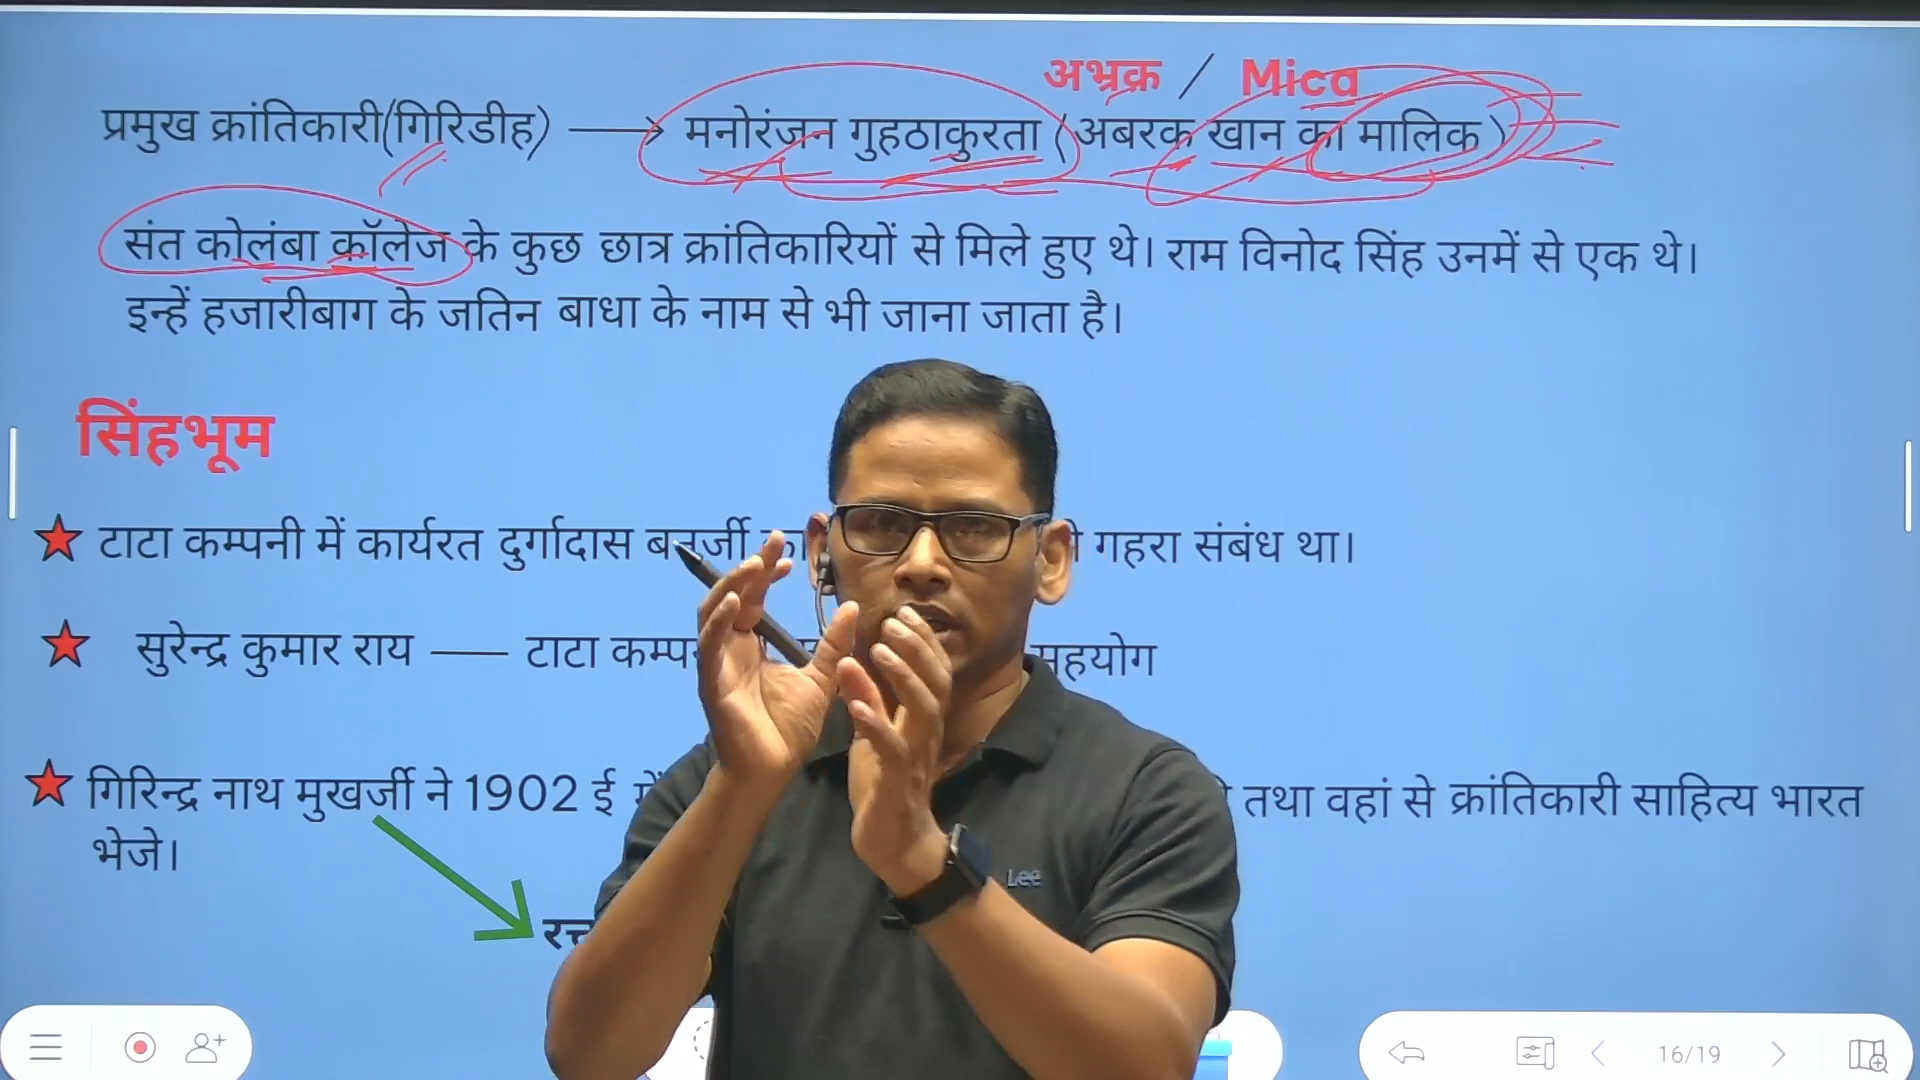 अभ्रक / Mica
प्रमुख क्रांतिकारी(गिरिडीह) → मनोरंजन गुहठाकुरता (अबरक खान का मालिक)
संत कोलंबा कॉलेज के कुछ छात्र क्रांतिकारियों से मिले हुए थे। राम विनोद सिंह उनमें से एक थे।
इन्हें हजारीबाग के जतिन बाधा के नाम से भी जाना जाता है।
सिंहभूम
टाटा कम्पनी में कार्यरत दुर्गादास बनर्जी का गहरा संबंध था।
सुरेन्द्र कुमार राय — टाटा सहयोग
गिरिन्द्र नाथ मुखर्जी ने 1902 ई तथा वहां से क्रांतिकारी साहित्य भारत
भेजे।
Lee
16/19